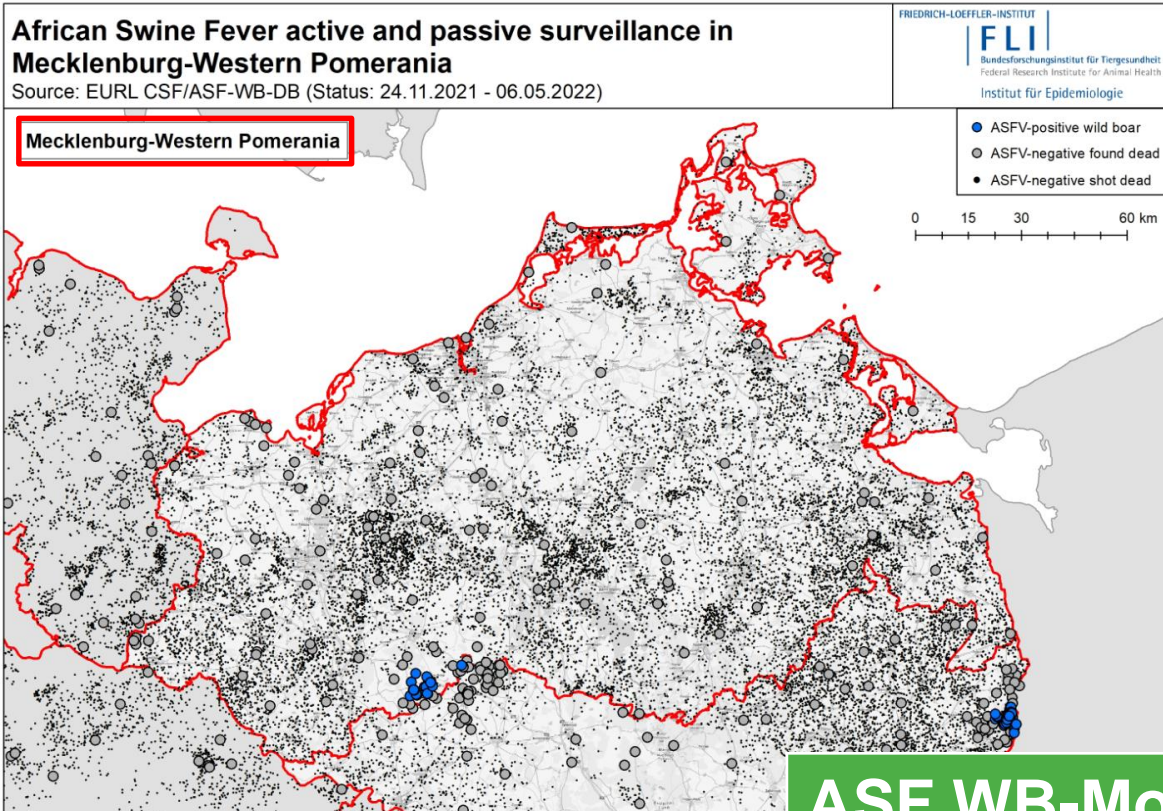 African Swine Fever active and passive surveillance in
Mecklenburg-Western Pomerania
Source: EURL CSF/ASF-WB-DB (Status: 24.11.2021 - 06.05.2022)
FRIEDRICH-LOEFFLER-INSTITUT
FLI
Bundesforschungsinstitut für Tiergesundheit
Federal Research Institute for Animal Health
Institut für Epidemiologie
Mecklenburg-Western Pomerania
ASFV-positive wild boar
ASFV-negative found dead
ASFV-negative shot dead
0 15 30 60 km
ASF WB-Mo